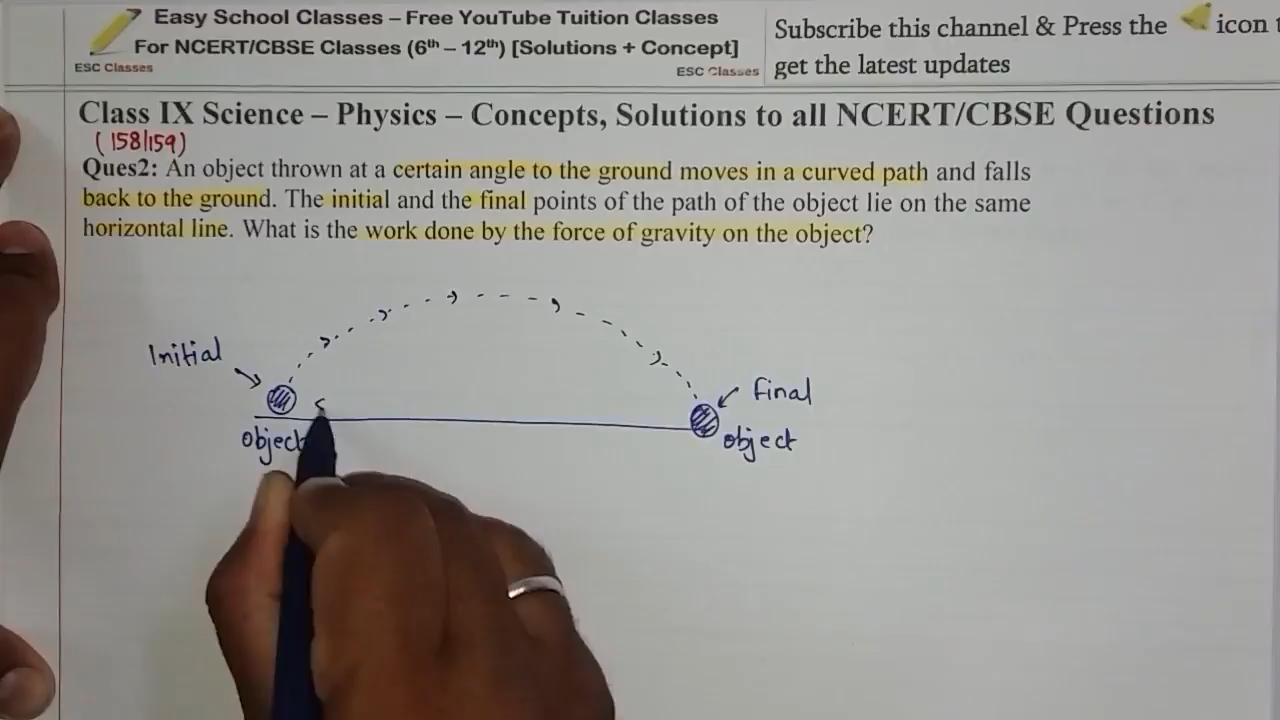 Easy School Classes – Free YouTube Tuition Classes
For NCERT/CBSE Classes (6th – 12th) [Solutions + Concept]
ESC Classes
ESC Classes
Subscribe this channel & Press the icon
get the latest updates
Class IX Science – Physics – Concepts, Solutions to all NCERT/CBSE Questions
(158/159)
Ques2: An object thrown at a certain angle to the ground moves in a curved path and falls
back to the ground. The initial and the final points of the path of the object lie on the same
horizontal line. What is the work done by the force of gravity on the object?
Initial
Final
object
object